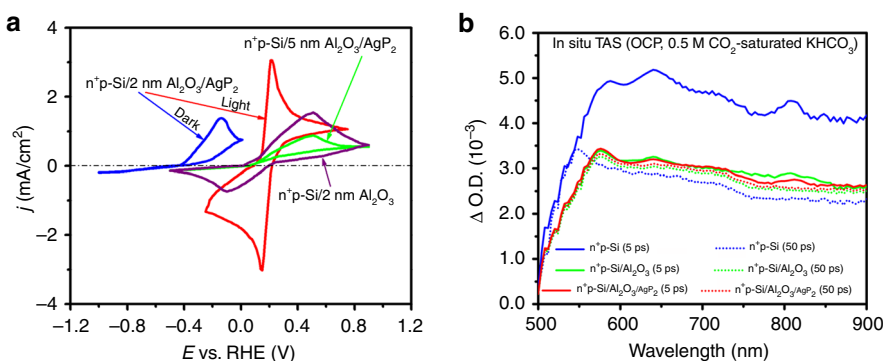 a
n⁺p-Si/5 nm Al₂O₃/AgP₂
n⁺p-Si/2 nm Al₂O₃/AgP₂
Light
Dark
n⁺p-Si/2 nm Al₂O₃
4
2
0
−2
−4
j (mA/cm²)
−1.2 −0.8 −0.4 0.0 0.4 0.8 1.2
E vs. RHE (V)
b
In situ TAS (OCP, 0.5 M CO₂-saturated KHCO₃)
6.0
5.0
4.0
3.0
2.0
1.0
0.0
Δ O.D. (10⁻³)
n⁺p-Si (5 ps) n⁺p-Si (50 ps)
n⁺p-Si/Al₂O₃ (5 ps) n⁺p-Si/Al₂O₃ (50 ps)
n⁺p-Si/Al₂O₃/AgP₂ (5 ps) n⁺p-Si/Al₂O₃/AgP₂ (50 ps)
500 600 700 800 900
Wavelength (nm)